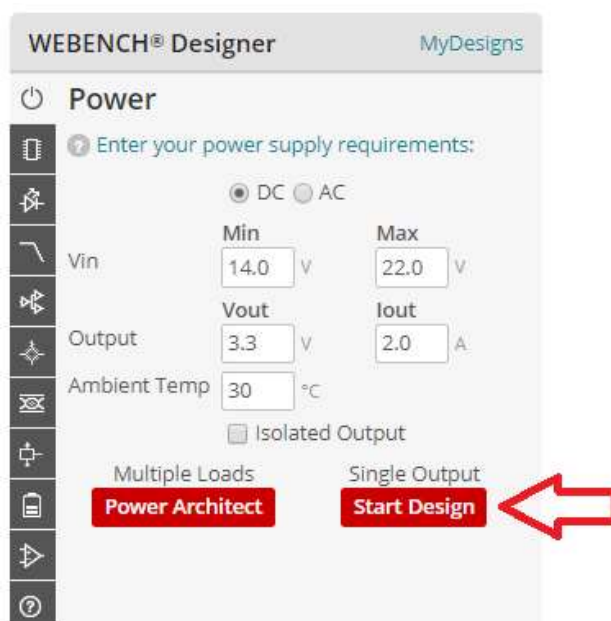 WEBENCH® Designer MyDesigns
Power
? Enter your power supply requirements:
DC AC
Min Max
Vin 14.0 V 22.0 V
Vout Iout
Output 3.3 V 2.0 A
Ambient Temp 30 °C
Isolated Output
Multiple Loads Single Output
Power Architect Start Design
?